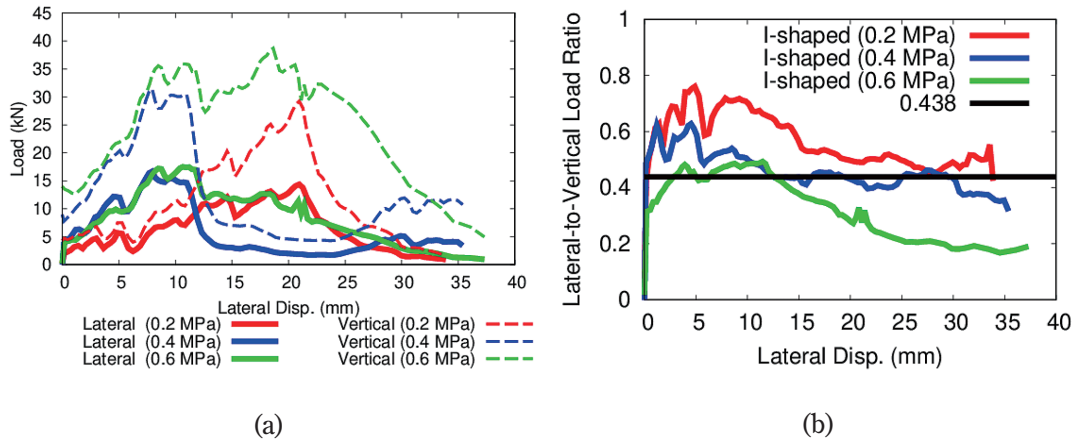 45
40
35
30
25
20
15
10
5
0
Load (kN)
0 5 10 15 20 25 30 35 40
Lateral Disp. (mm)
Lateral (0.2 MPa) Vertical (0.2 MPa)
Lateral (0.4 MPa) Vertical (0.4 MPa)
Lateral (0.6 MPa) Vertical (0.6 MPa)
(a)
1
0.8
0.6
0.4
0.2
0
Lateral-to-Vertical Load Ratio
I-shaped (0.2 MPa)
I-shaped (0.4 MPa)
I-shaped (0.6 MPa)
0.438
0 5 10 15 20 25 30 35 40
Lateral Disp. (mm)
(b)